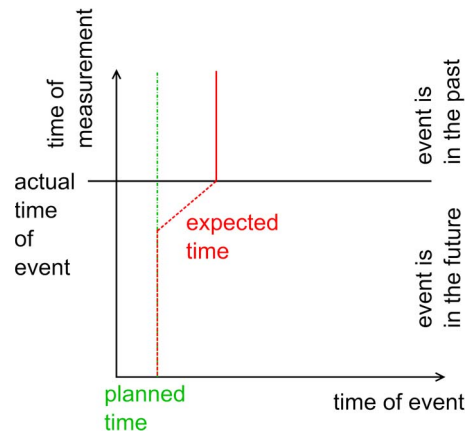 time of
measurement
event is
in the past
actual
time
of
event
expected
time
event is
in the future
planned
time
time of event